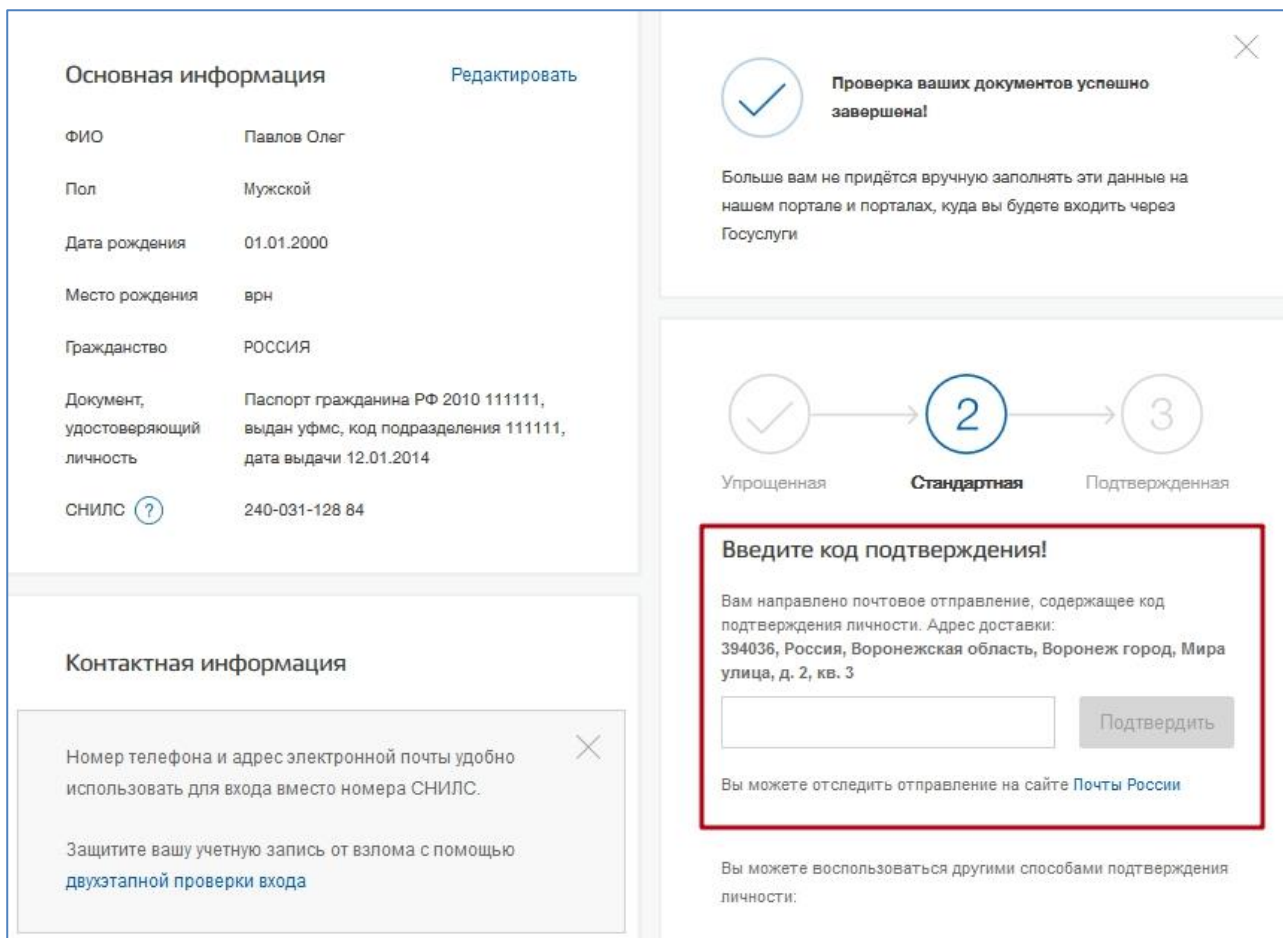 Основная информация
Редактировать
ФИО
Павлов Олег
Пол
Мужской
Дата рождения
01.01.2000
Место рождения
врн
Гражданство
РОССИЯ
Документ,
удостоверяющий
личность
Паспорт гражданина РФ 2010 111111,
выдан уфмс, код подразделения 111111,
дата выдачи 12.01.2014
СНИЛС ?
240-031-128 84
Контактная информация
Номер телефона и адрес электронной почты удобно
использовать для входа вместо номера СНИЛС.
Защитите вашу учетную запись от взлома с помощью
двухэтапной проверки входа
Проверка ваших документов успешно
завершена!
Больше вам не придётся вручную заполнять эти данные на
нашем портале и порталах, куда вы будете входить через
Госуслуги
2
3
Упрощенная
Стандартная
Подтвержденная
Введите код подтверждения!
Вам направлено почтовое отправление, содержащее код
подтверждения личности. Адрес доставки:
394036, Россия, Воронежская область, Воронеж город, Мира
улица, д. 2, кв. 3
Подтвердить
Вы можете отследить отправление на сайте Почты России
Вы можете воспользоваться другими способами подтверждения
личности: